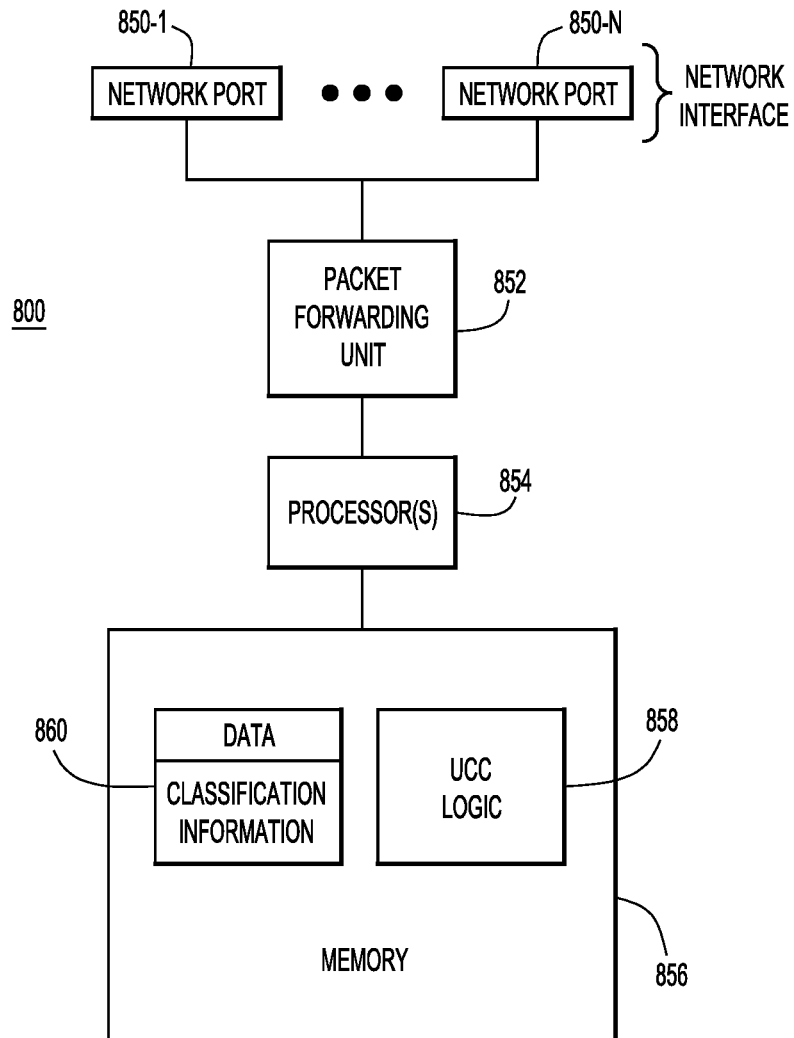 850-1
850-N
NETWORK PORT
NETWORK PORT
NETWORK
INTERFACE
800
PACKET
FORWARDING
UNIT
852
PROCESSOR(S)
854
860
DATA
CLASSIFICATION
INFORMATION
UCC
LOGIC
858
MEMORY
856